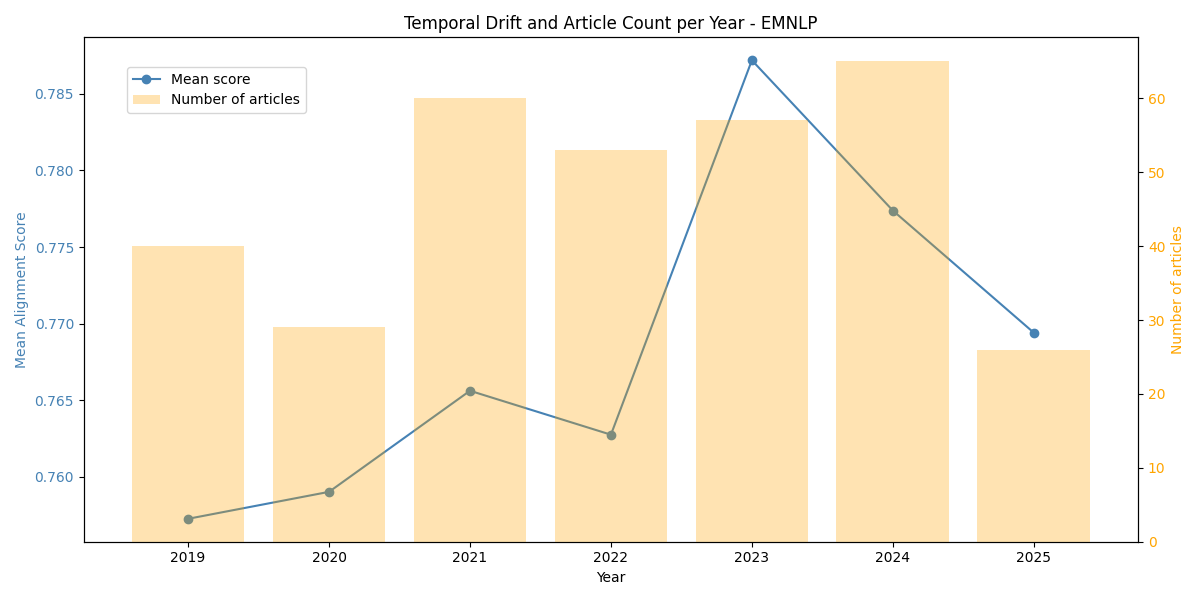 Temporal Drift and Article Count per Year - EMNLP
Mean score
Number of articles
0.785
0.780
0.775
0.770
0.765
0.760
Mean Alignment Score
60
50
40
30
20
10
0
Number of articles
2019 2020 2021 2022 2023 2024 2025
Year